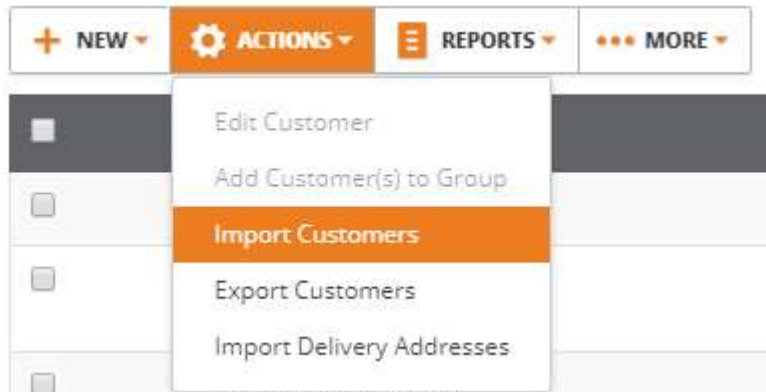 NEW
ACTIONS
REPORTS
MORE
Edit Customer
Add Customer(s) to Group
Import Customers
Export Customers
Import Delivery Addresses